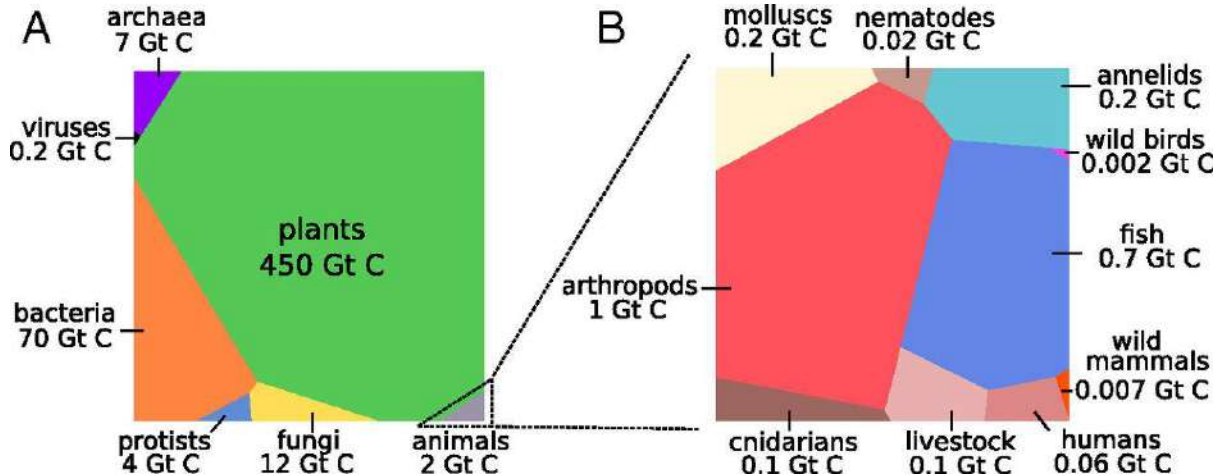 A
archaea
7 Gt C
viruses
0.2 Gt C
plants
450 Gt C
bacteria
70 Gt C
protists
4 Gt C
fungi
12 Gt C
animals
2 Gt C
B
molluscs
0.2 Gt C
nematodes
0.02 Gt C
annelids
0.2 Gt C
wild birds
0.002 Gt C
fish
0.7 Gt C
arthropods
1 Gt C
wild
mammals
0.007 Gt C
cnidarians
0.1 Gt C
livestock
0.1 Gt C
humans
0.06 Gt C